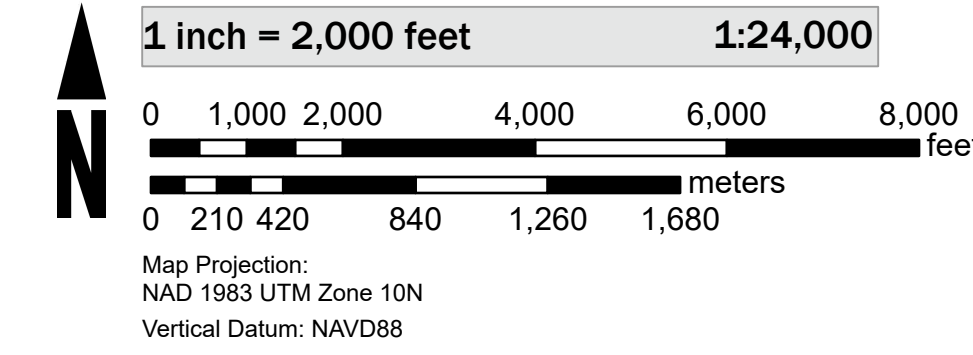 1 inch = 2,000 feet 1:24,000
0 1,000 2,000 4,000 6,000 8,000
feet
meters
0 210 420 840 1,260 1,680
N
Map Projection:
NAD 1983 UTM Zone 10N
Vertical Datum: NAVD88